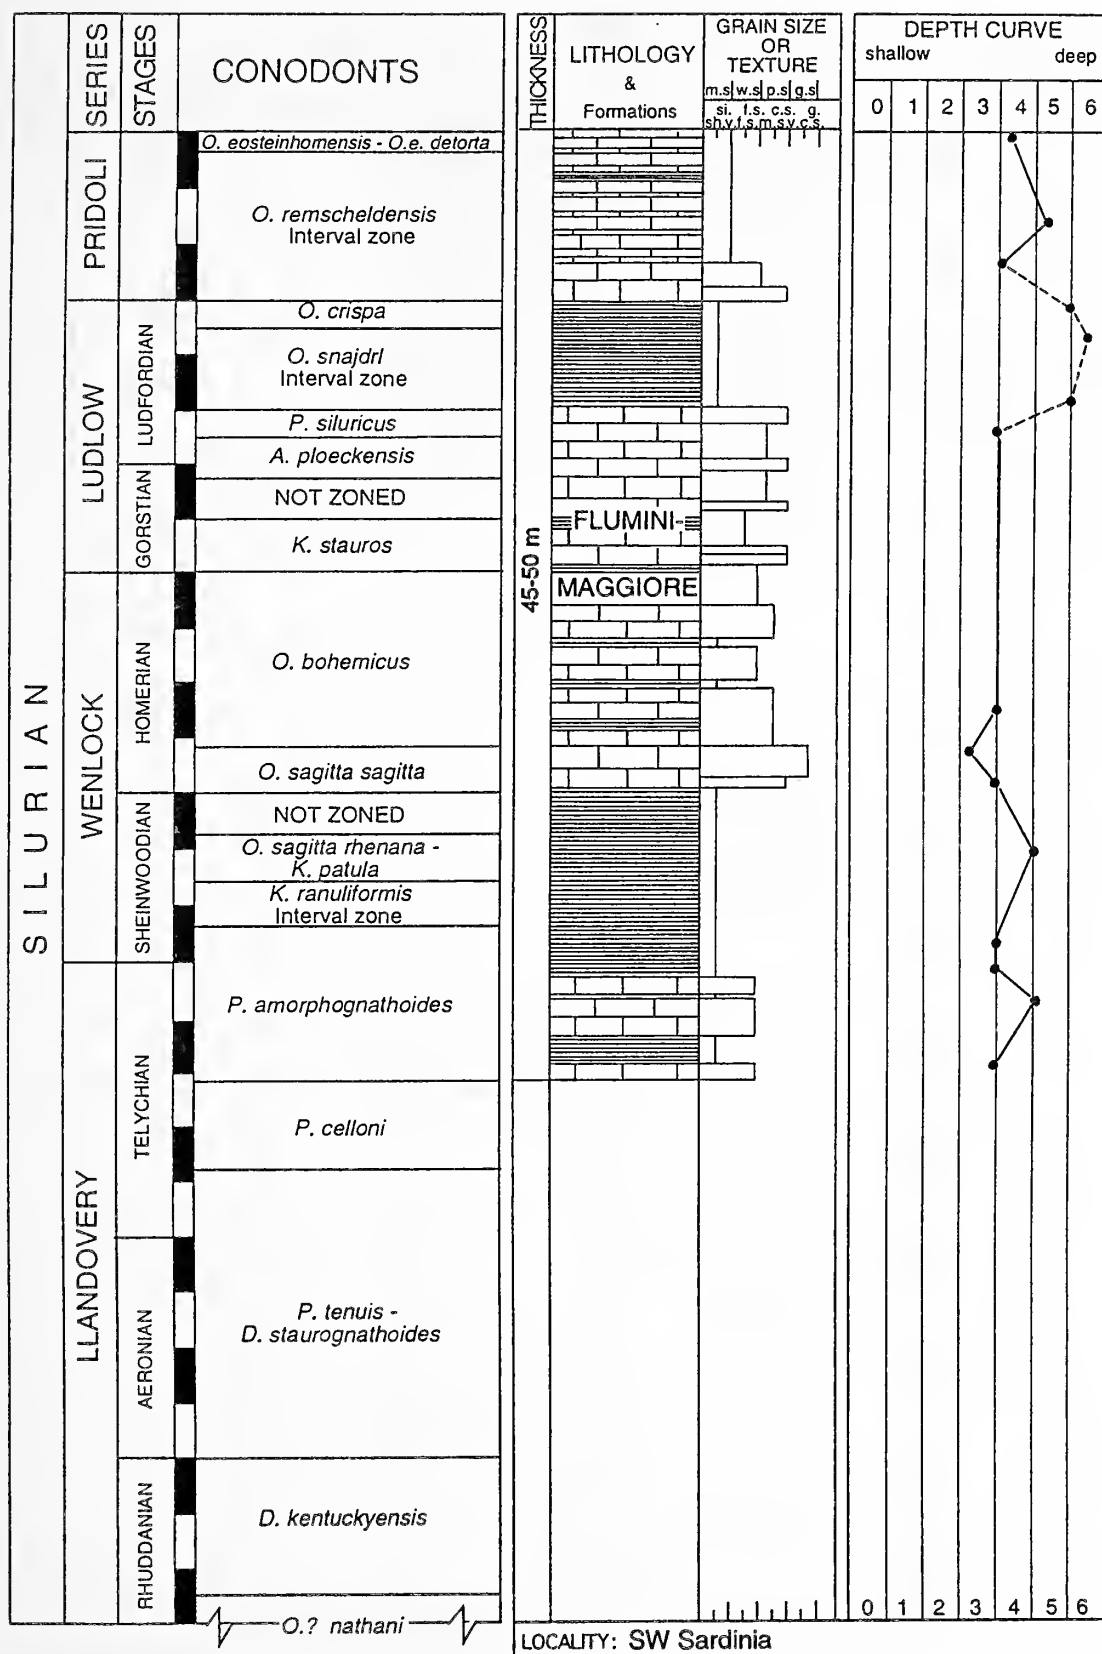 SERIES
STAGES
CONODONTS
THICKNESS
LITHOLOGY
&
Formations
GRAIN SIZE
OR
TEXTURE
m.s w.s p.s g.s
si. f.s. c.s. g.
sh. v.f.s. m.s. v.c.s.
DEPTH CURVE
shallow deep
0 1 2 3 4 5 6
SILURIAN
PRIDOLI
LUDLOW
WENLOCK
LLANDOVERY
LUDFORDIAN
GORSTIAN
HOMERIAN
SHEINWOODIAN
TELYCHIAN
AERONIAN
RHUDDANIAN
O. eosteinhornensis - O.e. detorta
O. remscheidensis
Interval zone
O. crispa
O. snajdrl
Interval zone
P. siluricus
A. ploeckensis
NOT ZONED
K. stauros
O. bohemicus
O. sagitta sagitta
NOT ZONED
O. sagitta rhenana -
K. patula
K. ranuliformis
Interval zone
P. amorphognathoides
P. celloni
P. tenuis -
D. staurognathoides
D. kentuckyensis
O.? nathani
45-50 m
FLUMINI-
MAGGIORE
0 1 2 3 4 5 6
LOCALITY: SW Sardinia